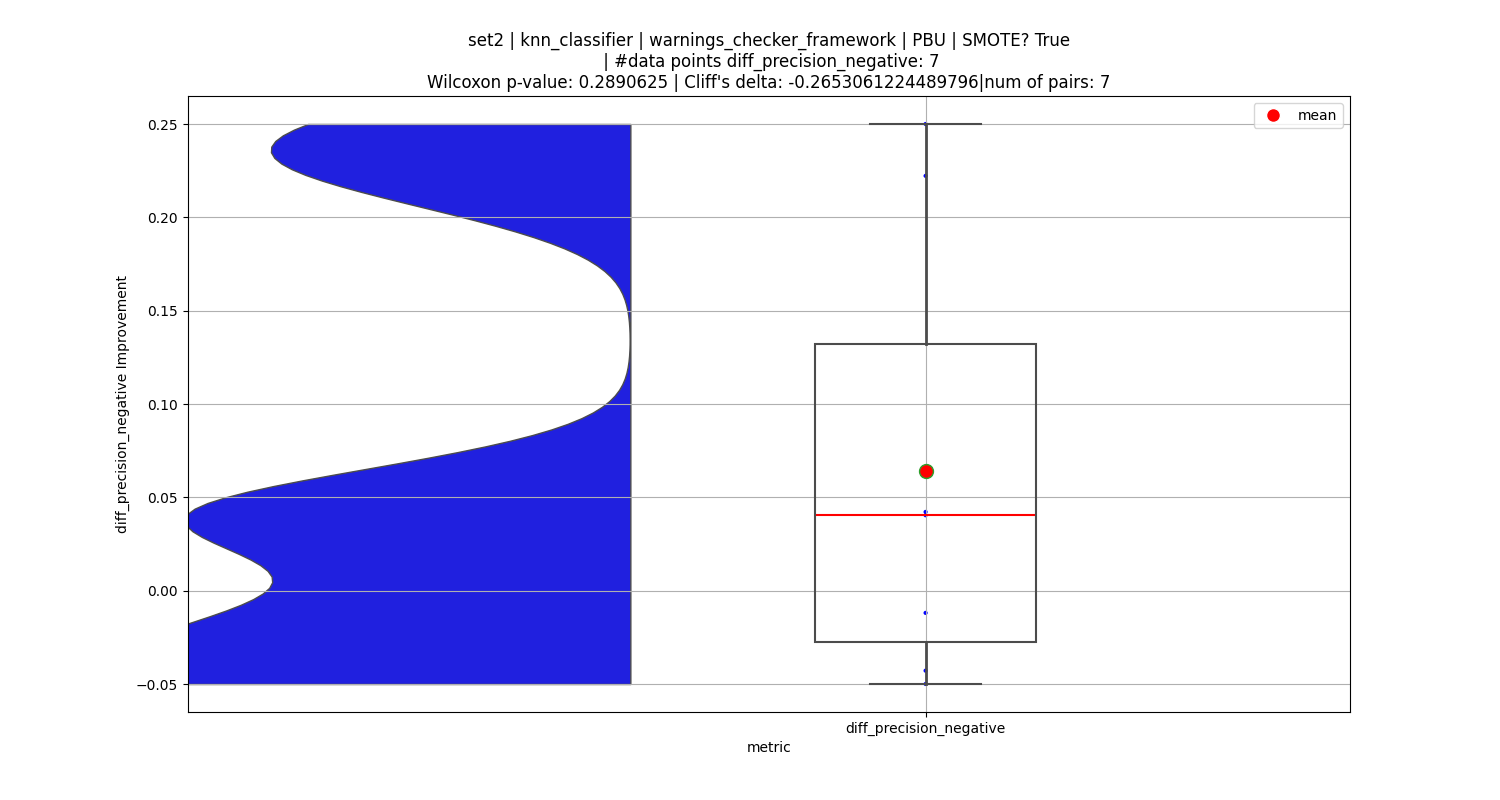 set2 | knn_classifier | warnings_checker_framework | PBU | SMOTE? True
| #data points diff_precision_negative: 7
Wilcoxon p-value: 0.2890625 | Cliff's delta: -0.2653061224489796|num of pairs: 7
mean
diff_precision_negative Improvement
0.25
0.20
0.15
0.10
0.05
0.00
−0.05
diff_precision_negative
metric